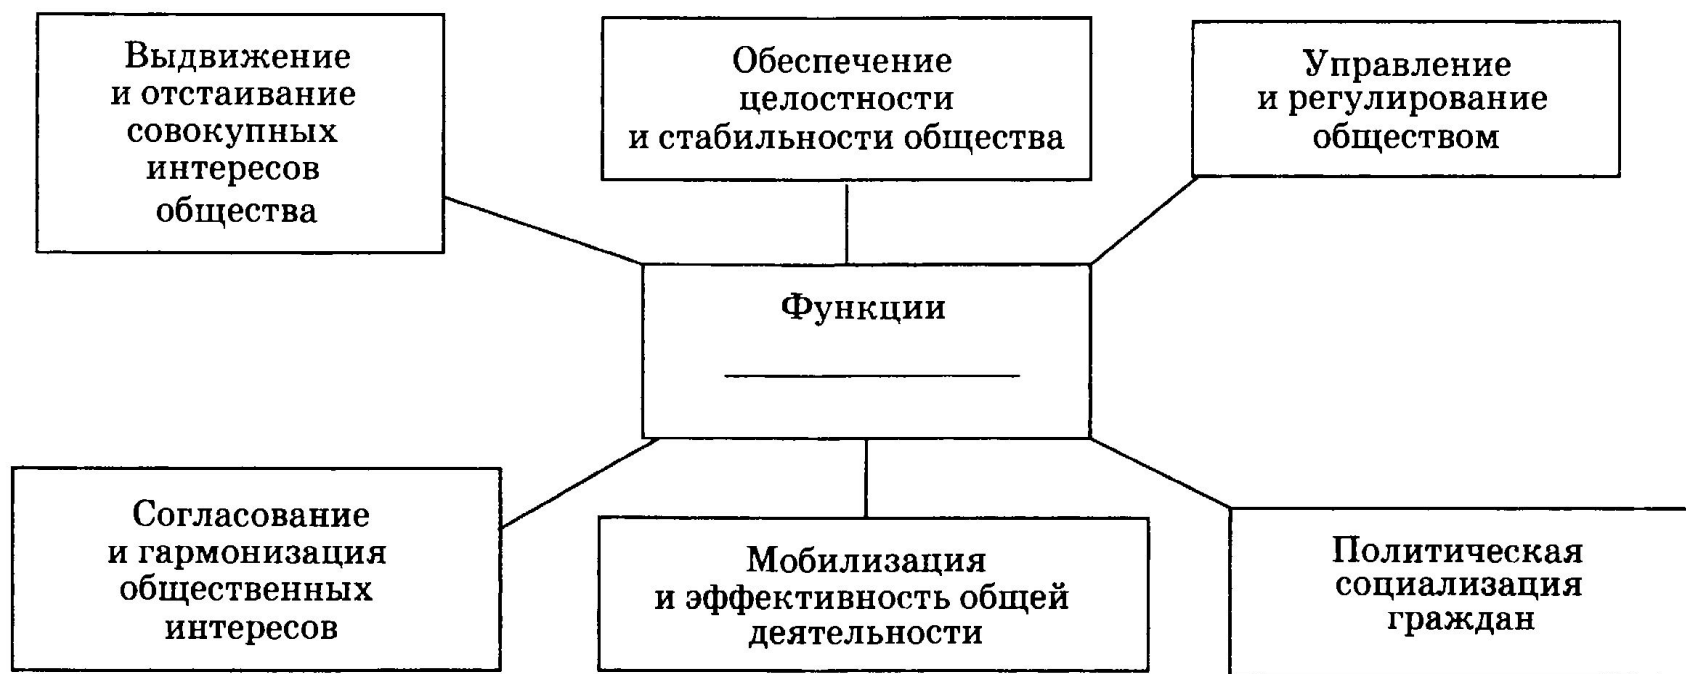 Выдвижение
и отстаивание
совокупных
интересов
общества
Обеспечение
целостности
и стабильности общества
Управление
и регулирование
обществом
Функции
Согласование
и гармонизация
общественных
интересов
Мобилизация
и эффективность общей
деятельности
Политическая
социализация
граждан